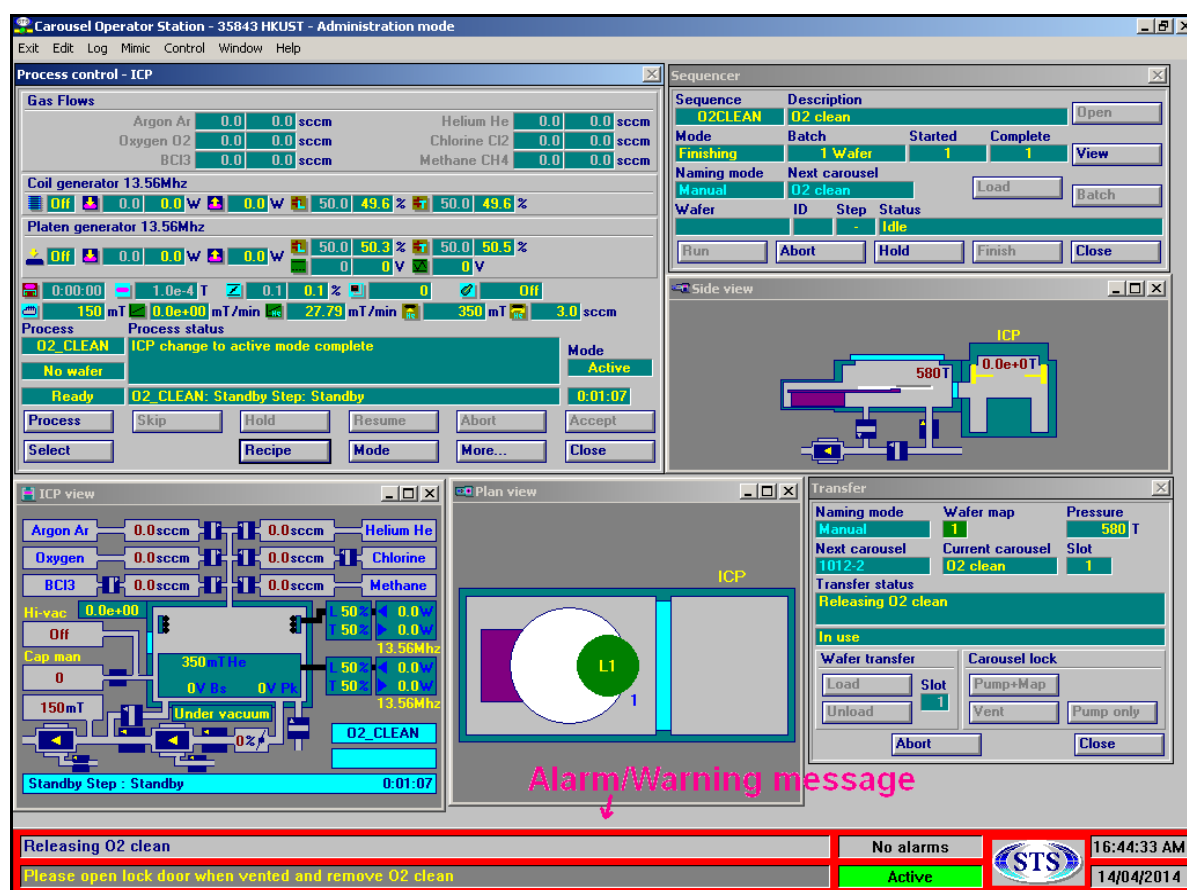 Carousel Operator Station - 35843 HKUST - Administration mode
Exit Edit Log Mimic Control Window Help
Process control - ICP
Gas Flows
Argon Ar 0.0 0.0 sccm Helium He 0.0 0.0 sccm
Oxygen O2 0.0 0.0 sccm Chlorine Cl2 0.0 0.0 sccm
BCl3 0.0 0.0 sccm Methane CH4 0.0 0.0 sccm
Coil generator 13.56Mhz
Off 0.0 0.0 W 0.0 W L 50.0 49.6 % T 50.0 49.6 %
Platen generator 13.56Mhz
Off 0.0 0.0 W 0.0 W L 50.0 50.3 % T 50.0 50.5 %
0 0 V 0 V
0:00:00 1.0e-4 T 0.1 0.1 % 0 Off
150 mT 0.0e+00 mT/min He 27.79 mT/min He 350 mT He 3.0 sccm
Process Process status
O2_CLEAN ICP change to active mode complete
Mode
No wafer Active
Ready O2_CLEAN: Standby Step: Standby 0:01:07
Process Skip Hold Resume Abort Accept
Select Recipe Mode More... Close
Sequencer
Sequence Description
O2CLEAN O2 clean Open
Mode Batch Started Complete
Finishing 1 Wafer 1 1 View
Naming mode Next carousel
Manual O2 clean Load Batch
Wafer ID Step Status
- Idle
Run Abort Hold Finish Close
Side view
ICP
580T 0.0e+0T
ICP view
Argon Ar 0.0sccm 0.0sccm Helium He
Oxygen 0.0sccm 0.0sccm Chlorine
BCl3 0.0sccm 0.0sccm Methane
Hi-vac 0.0e+00 L 50% 0.0W
Off T 50% 0.0W
13.56Mhz
Cap man 350mT He L 50% 0.0W
0 0V Bs 0V Pk T 50% 0.0W
150mT Under vacuum 13.56Mhz
0% O2_CLEAN
Standby Step : Standby 0:01:07
Plan view
ICP
L1
1
Transfer
Naming mode Wafer map Pressure
Manual 1 580 T
Next carousel Current carousel Slot
1012-2 O2 clean 1
Transfer status
Releasing O2 clean
In use
Wafer transfer Carousel lock
Load Slot Pump+Map
Unload 1 Vent Pump only
Abort Close
Alarm/Warning message
Releasing O2 clean No alarms STS 16:44:33 AM
Please open lock door when vented and remove O2 clean Active 14/04/2014